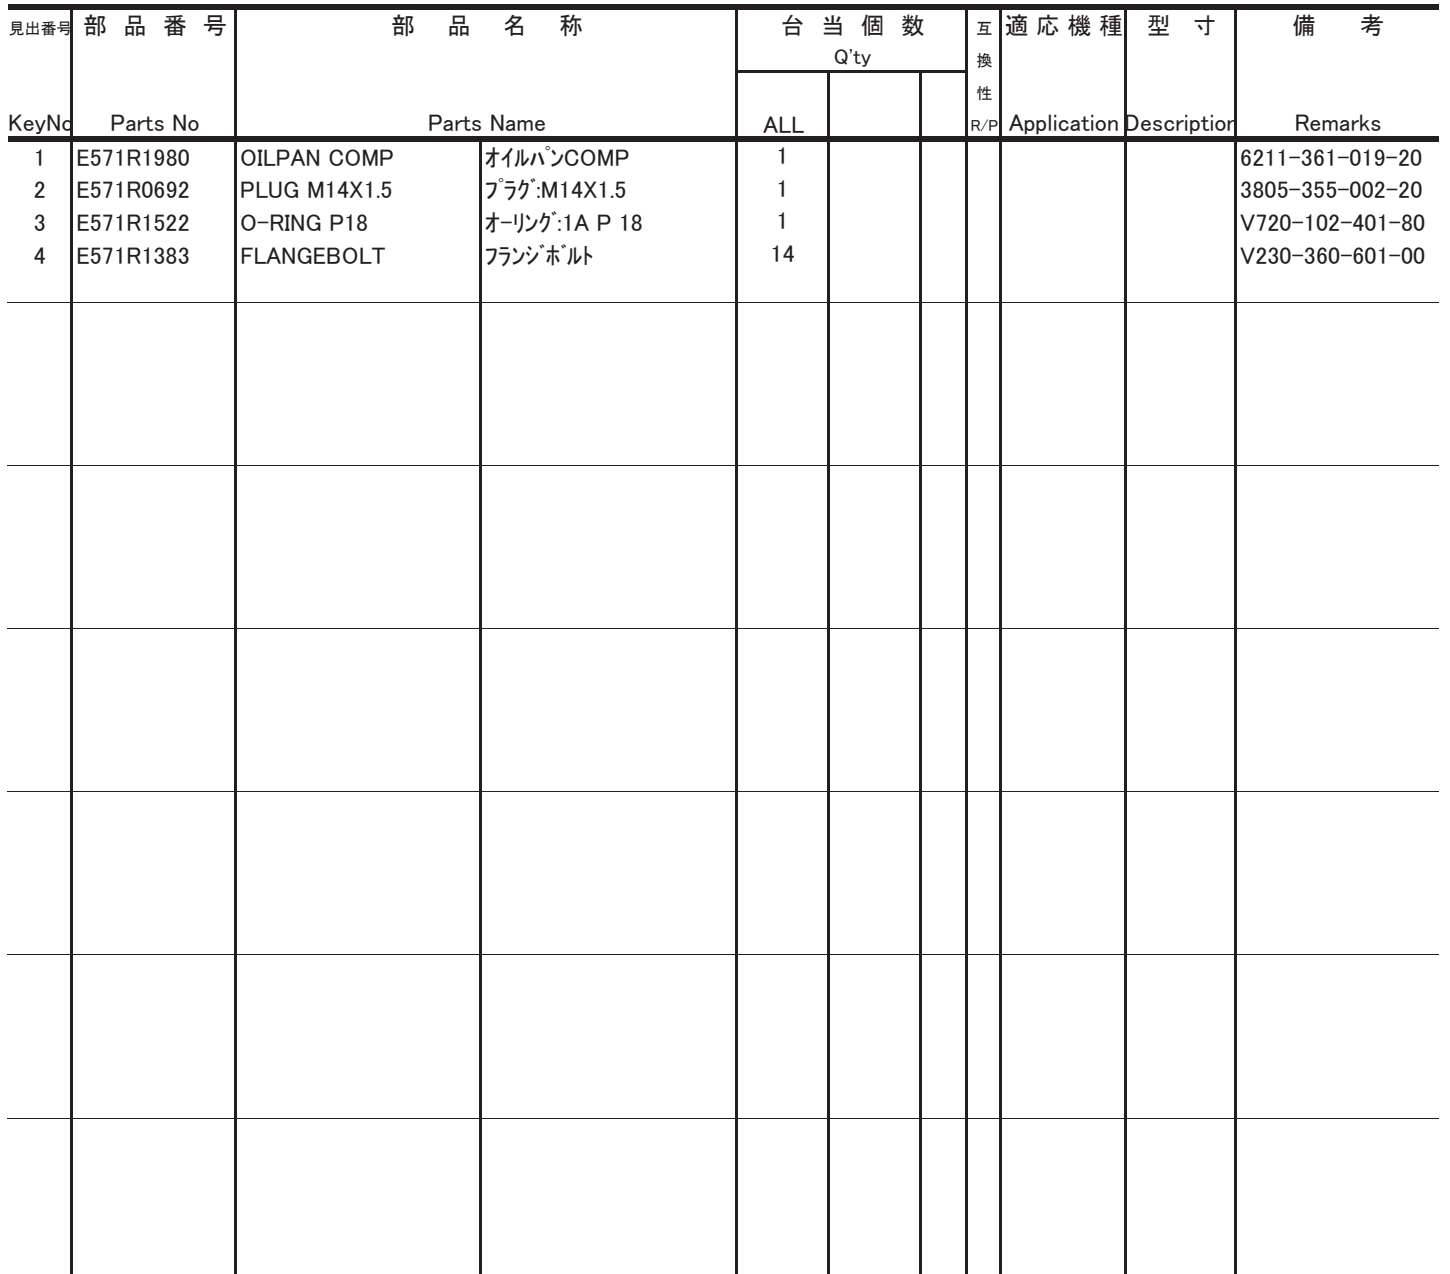 見出番号 部品番号 部品名称 台当個数 互 適応機種 型寸 備考
Q'ty 換
性
KeyNo Parts No Parts Name ALL R/P Application Description Remarks
1 E571R1980 OILPAN COMP ｵｲﾙﾊﾟﾝCOMP 1 6211-361-019-20
2 E571R0692 PLUG M14X1.5 ﾌﾟﾗｸﾞ:M14X1.5 1 3805-355-002-20
3 E571R1522 O-RING P18 ｵｰﾘﾝｸﾞ:1A P 18 1 V720-102-401-80
4 E571R1383 FLANGEBOLT ﾌﾗﾝｼﾞﾎﾞﾙﾄ 14 V230-360-601-00